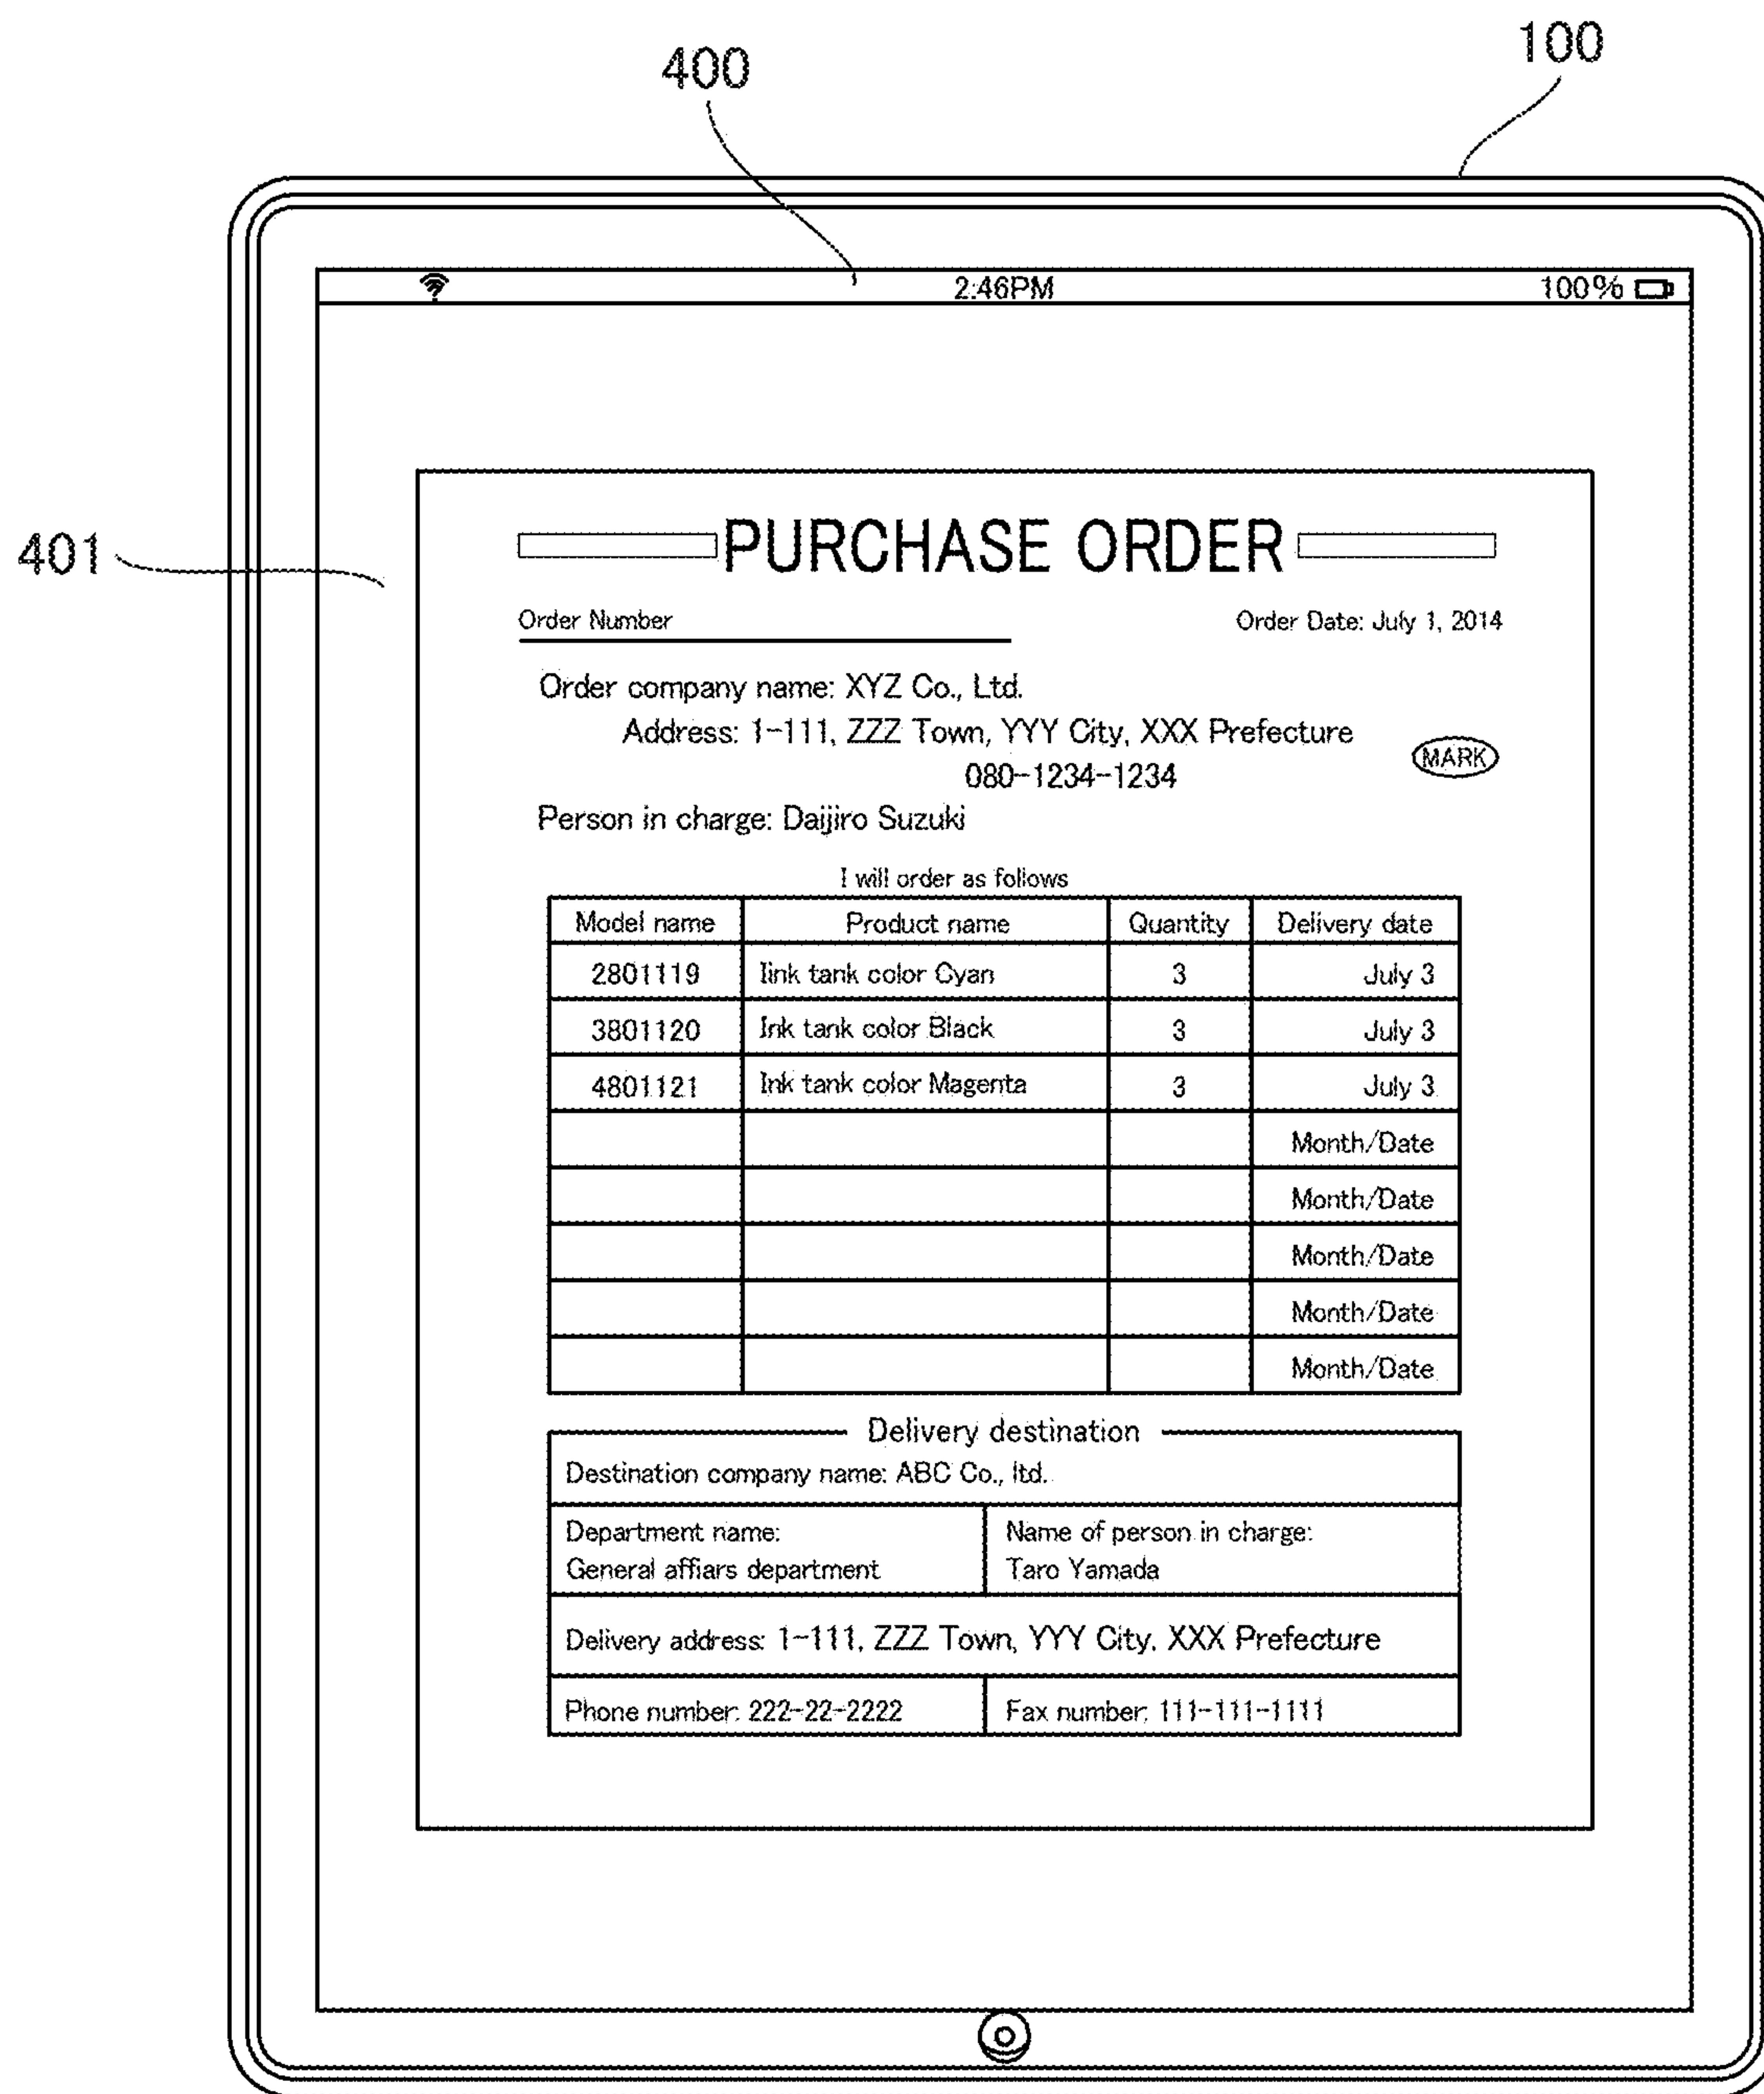 400
100
2:46PM 100%
401
PURCHASE ORDER
Order Number Order Date: July 1, 2014
Order company name: XYZ Co., Ltd.
Address: 1-111, ZZZ Town, YYY City, XXX Prefecture
MARK
080-1234-1234
Person in charge: Daijiro Suzuki
I will order as follows
Model name Product name Quantity Delivery date
2801119 Iink tank color Cyan 3 July 3
3801120 Ink tank color Black 3 July 3
4801121 Ink tank color Magenta 3 July 3
Month/Date
Month/Date
Month/Date
Month/Date
Month/Date
Delivery destination
Destination company name: ABC Co., ltd.
Department name: Name of person in charge:
General affiars department Taro Yamada
Delivery address: 1-111, ZZZ Town, YYY City, XXX Prefecture
Phone number: 222-22-2222 Fax number: 111-111-1111